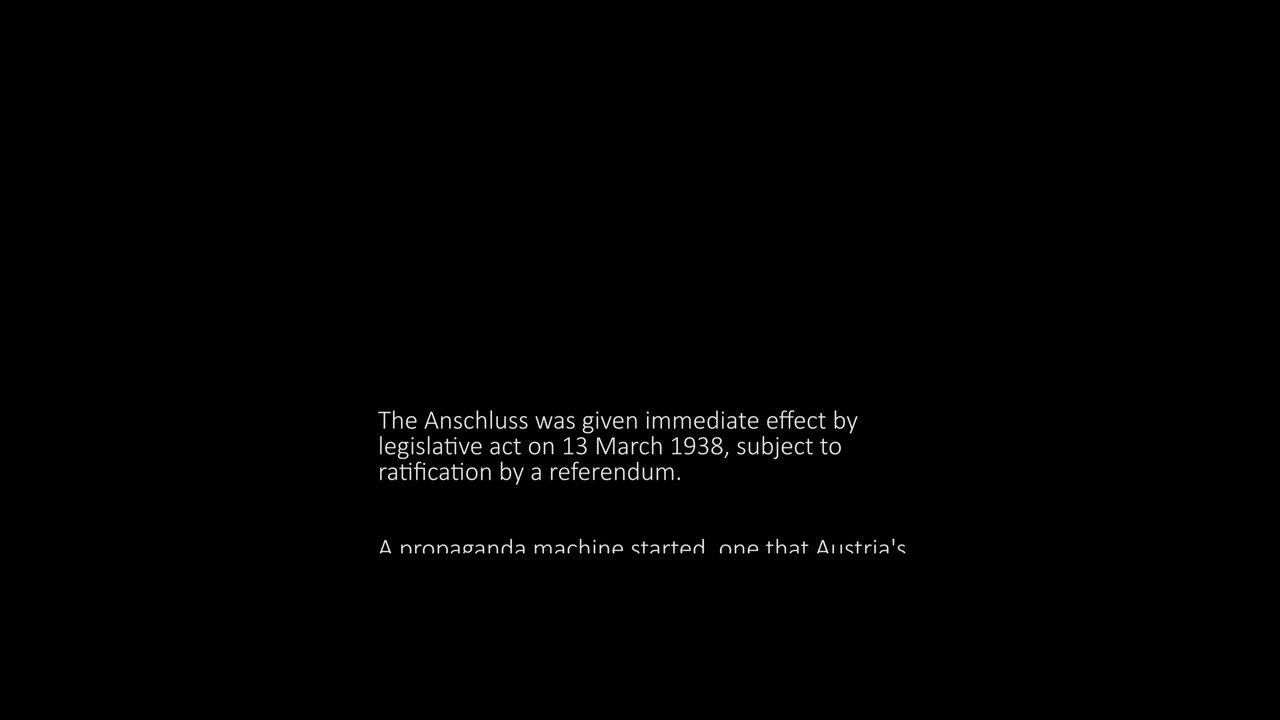 The Anschluss was given immediate effect by
legislative act on 13 March 1938, subject to
ratification by a referendum.
A propaganda machine started, one that Austria's